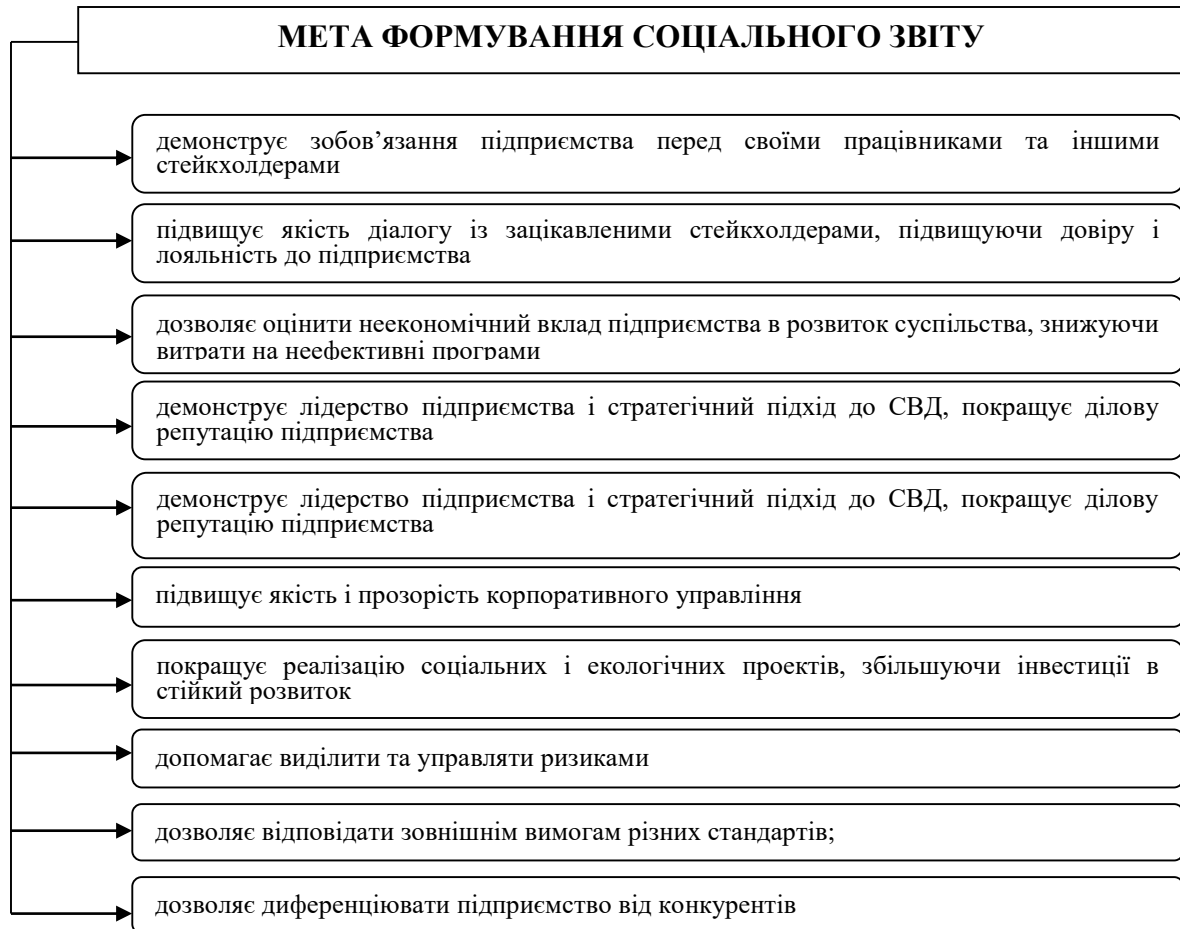 МЕТА ФОРМУВАННЯ СОЦІАЛЬНОГО ЗВІТУ
демонструє зобов’язання підприємства перед своїми працівниками та іншими
стейкхолдерами
підвищує якість діалогу із зацікавленими стейкхолдерами, підвищуючи довіру і
лояльність до підприємства
дозволяє оцінити неекономічний вклад підприємства в розвиток суспільства, знижуючи
витрати на неефективні програми
демонструє лідерство підприємства і стратегічний підхід до СВД, покращує ділову
репутацію підприємства
демонструє лідерство підприємства і стратегічний підхід до СВД, покращує ділову
репутацію підприємства
підвищує якість і прозорість корпоративного управління
покращує реалізацію соціальних і екологічних проектів, збільшуючи інвестиції в
стійкий розвиток
допомагає виділити та управляти ризиками
дозволяє відповідати зовнішнім вимогам різних стандартів;
дозволяє диференціювати підприємство від конкурентів